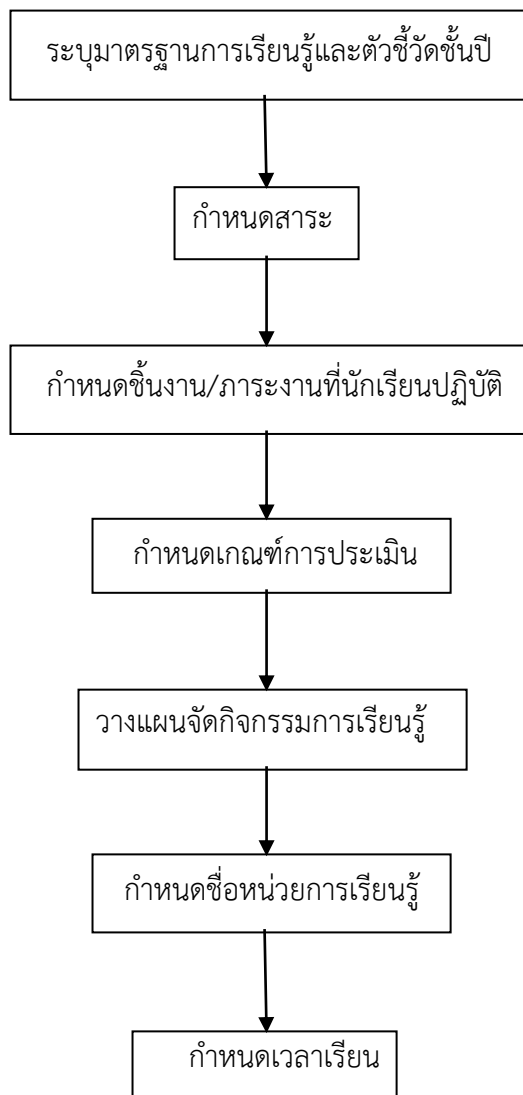 ระบุมาตรฐานการเรียนรู้และตัวชี้วัดชั้นปี
กำหนดสาระ
กำหนดชิ้นงาน/ภาระงานที่นักเรียนปฏิบัติ
กำหนดเกณฑ์การประเมิน
วางแผนจัดกิจกรรมการเรียนรู้
กำหนดชื่อหน่วยการเรียนรู้
กำหนดเวลาเรียน